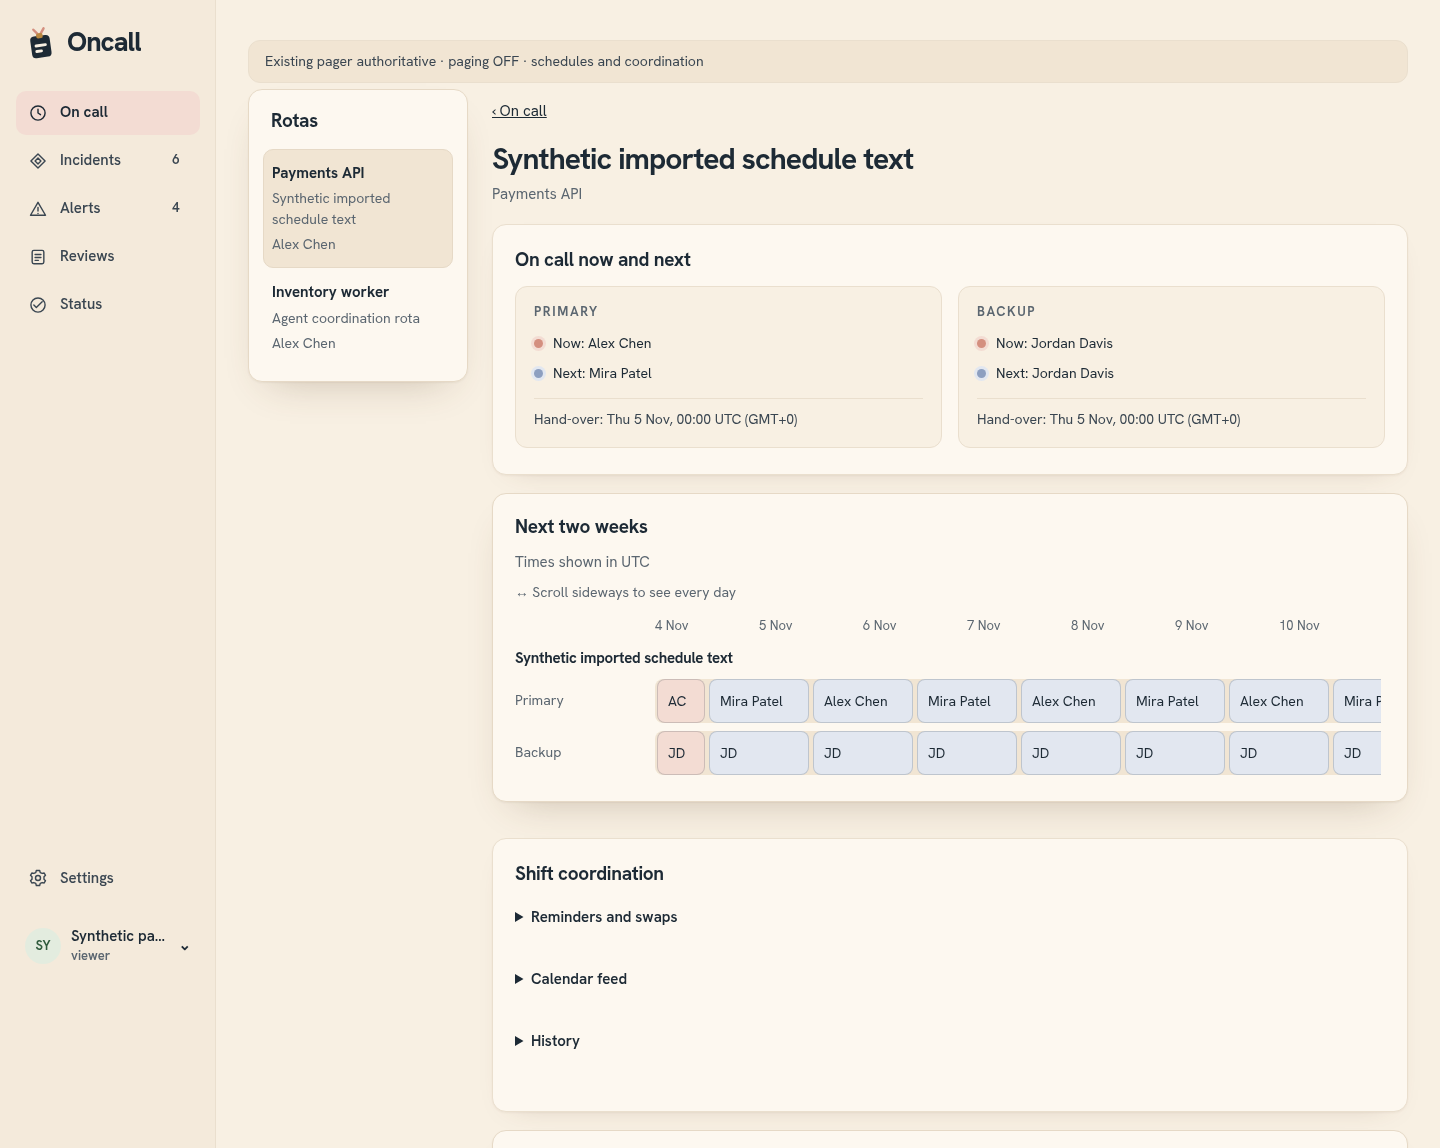 Oncall
On call
Incidents 6
Alerts 4
Reviews
Status
Settings
SY
Synthetic pa...
viewer
Existing pager authoritative · paging OFF · schedules and coordination
Rotas
Payments API
Synthetic imported
schedule text
Alex Chen
Inventory worker
Agent coordination rota
Alex Chen
‹ On call
Synthetic imported schedule text
Payments API
On call now and next
PRIMARY
Now: Alex Chen
Next: Mira Patel
Hand-over: Thu 5 Nov, 00:00 UTC (GMT+0)
BACKUP
Now: Jordan Davis
Next: Jordan Davis
Hand-over: Thu 5 Nov, 00:00 UTC (GMT+0)
Next two weeks
Times shown in UTC
↔ Scroll sideways to see every day
4 Nov 5 Nov 6 Nov 7 Nov 8 Nov 9 Nov 10 Nov
Synthetic imported schedule text
Primary AC Mira Patel Alex Chen Mira Patel Alex Chen Mira Patel Alex Chen Mira P
Backup JD JD JD JD JD JD JD JD
Shift coordination
▶ Reminders and swaps
▶ Calendar feed
▶ History